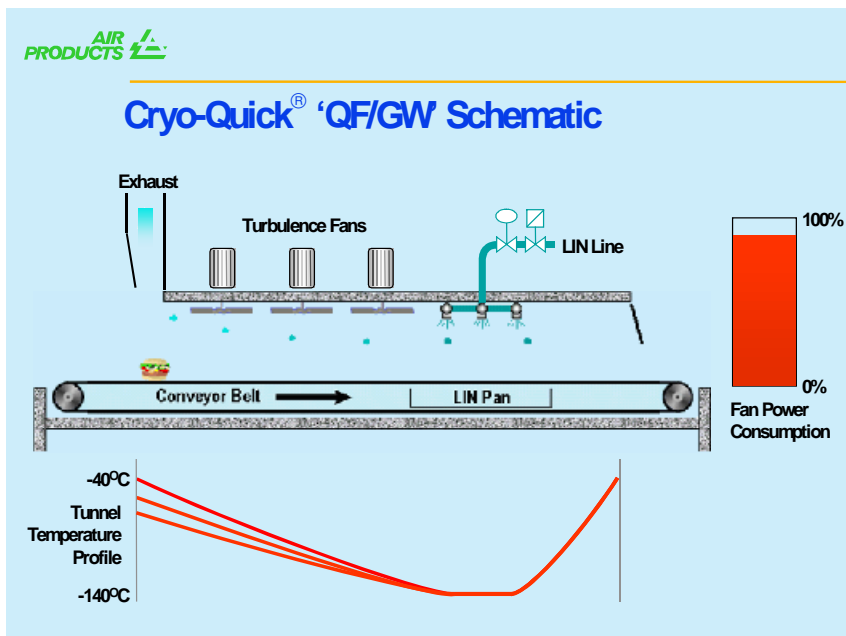 AIR
PRODUCTS
Cryo-Quick® ‘QF/GW’ Schematic
Exhaust
Turbulence Fans
LIN Line
100%
0%
Fan Power
Consumption
Conveyor Belt
LIN Pan
-40ºC
Tunnel
Temperature
Profile
-140ºC